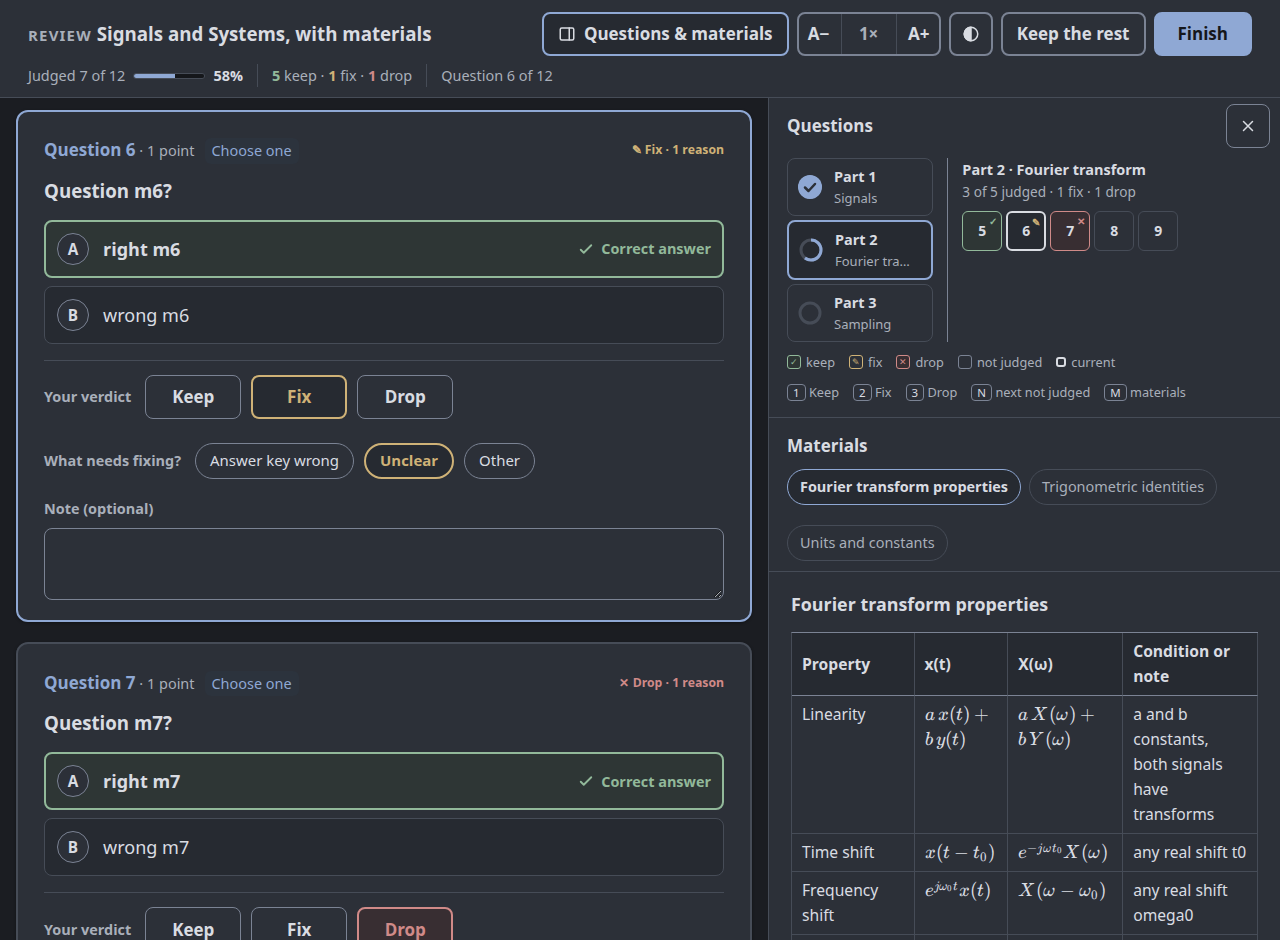 REVIEW Signals and Systems, with materials
Questions & materials
A−
1×
A+
Keep the rest
Finish
Judged 7 of 12
58%
5 keep · 1 fix · 1 drop
Question 6 of 12
Question 6 · 1 point Choose one
✎ Fix · 1 reason
Question m6?
A right m6
✓ Correct answer
B wrong m6
Your verdict Keep Fix Drop
What needs fixing? Answer key wrong Unclear Other
Note (optional)
Question 7 · 1 point Choose one
✕ Drop · 1 reason
Question m7?
A right m7
✓ Correct answer
B wrong m7
Your verdict Keep Fix Drop
Questions
✕
Part 1
Signals
Part 2
Fourier tra…
Part 3
Sampling
Part 2 · Fourier transform
3 of 5 judged · 1 fix · 1 drop
5 ✓ 6 ✎ 7 ✕ 8 9
✓ keep ✎ fix ✕ drop not judged current
1 Keep 2 Fix 3 Drop N next not judged M materials
Materials
Fourier transform properties
Trigonometric identities
Units and constants
Fourier transform properties
Property x(t) X(ω) Condition or note
Linearity a x(t) + b y(t) a X(ω) + b Y(ω) a and b constants, both signals have transforms
Time shift x(t − t₀) e^{−jωt₀} X(ω) any real shift t0
Frequency shift e^{jω₀t} x(t) X(ω − ω₀) any real shift omega0